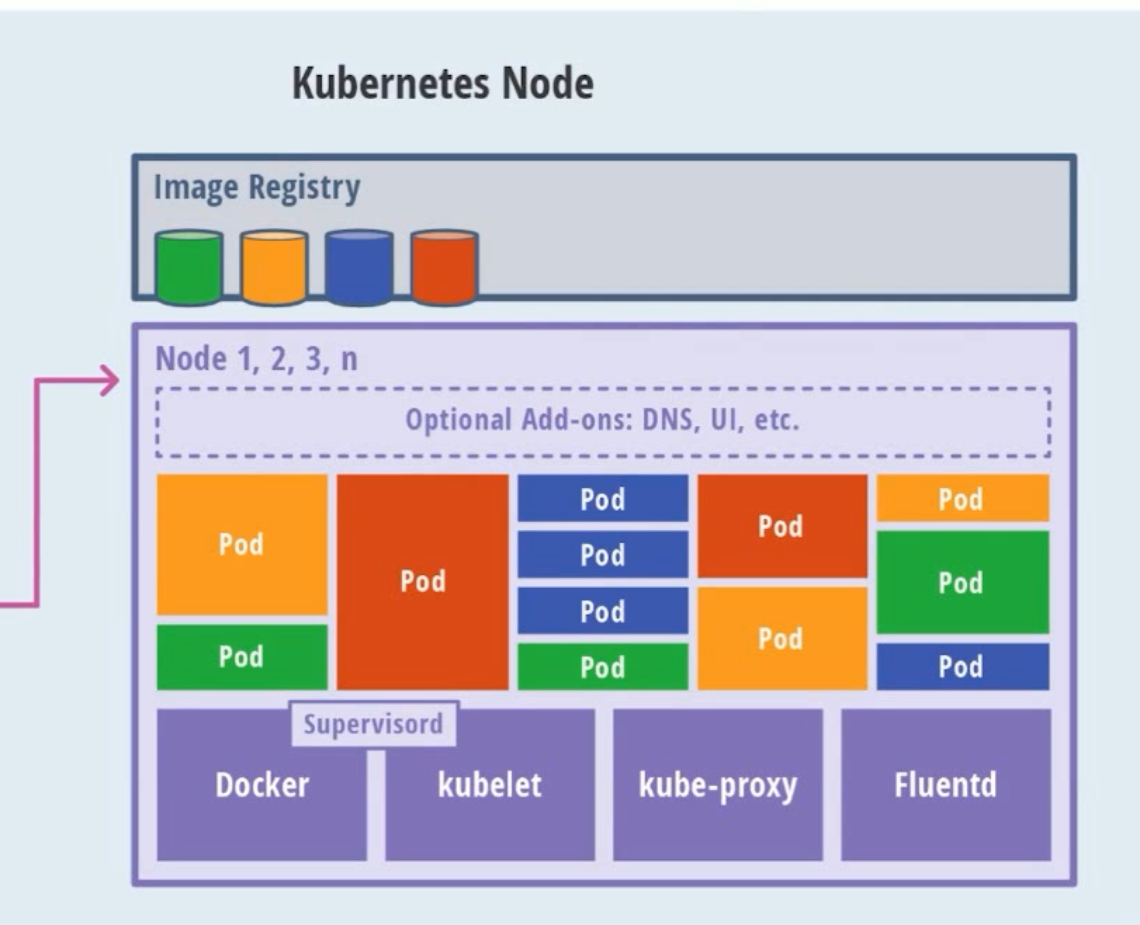 Kubernetes Node
Image Registry
Node 1, 2, 3, n
Optional Add-ons: DNS, UI, etc.
Pod
Pod
Pod
Pod
Pod
Pod
Pod
Pod
Pod
Pod
Pod
Pod
Supervisord
Docker
kubelet
kube-proxy
Fluentd